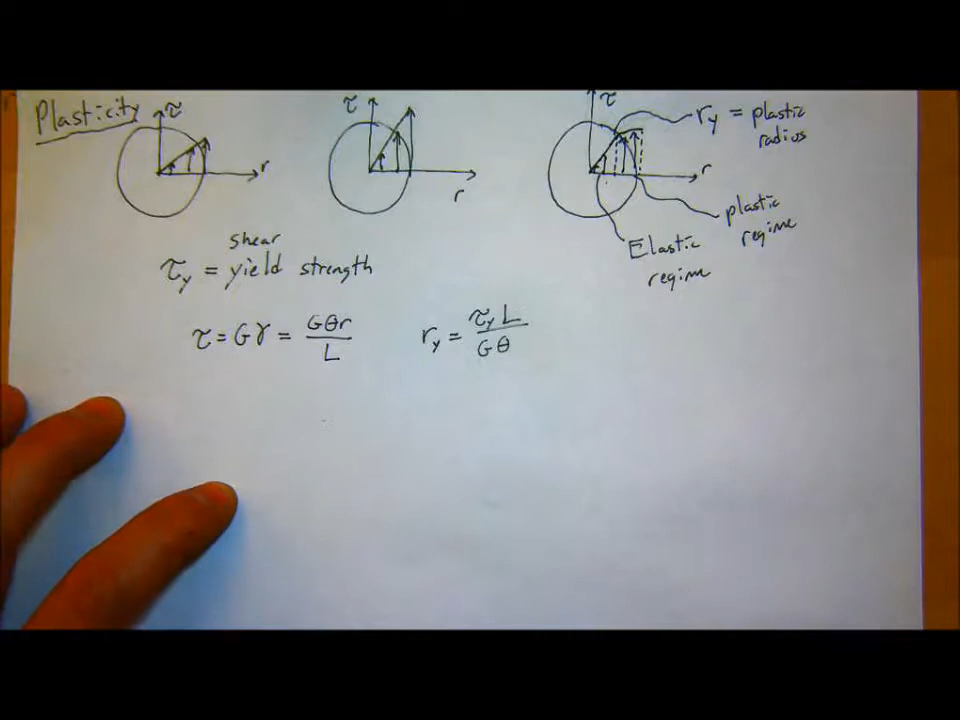 Plasticity
τ
r
τ
r
τ
r
r_y = plastic
radius
plastic
regime
Elastic
regime
shear
τ_y = yield strength
τ = Gγ = Gθr / L
r_y = τ_y L / Gθ